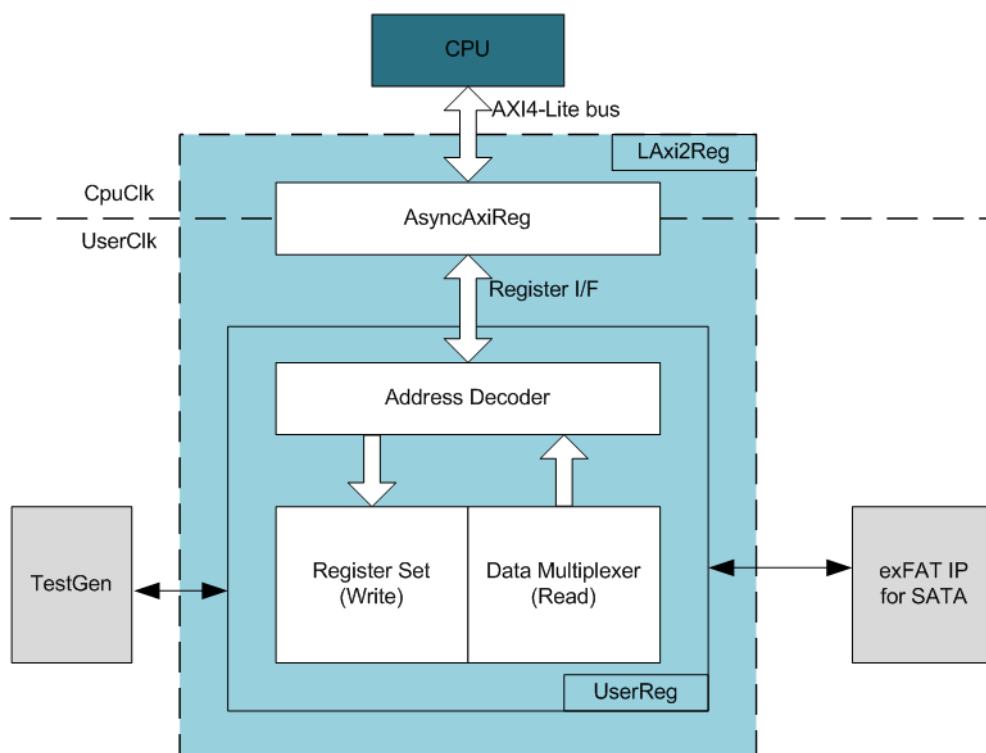 CPU
AXI4-Lite bus
LAxi2Reg
CpuClk
AsyncAxiReg
UserClk
Register I/F
Address Decoder
TestGen
Register Set
(Write)
Data Multiplexer
(Read)
exFAT IP
for SATA
UserReg